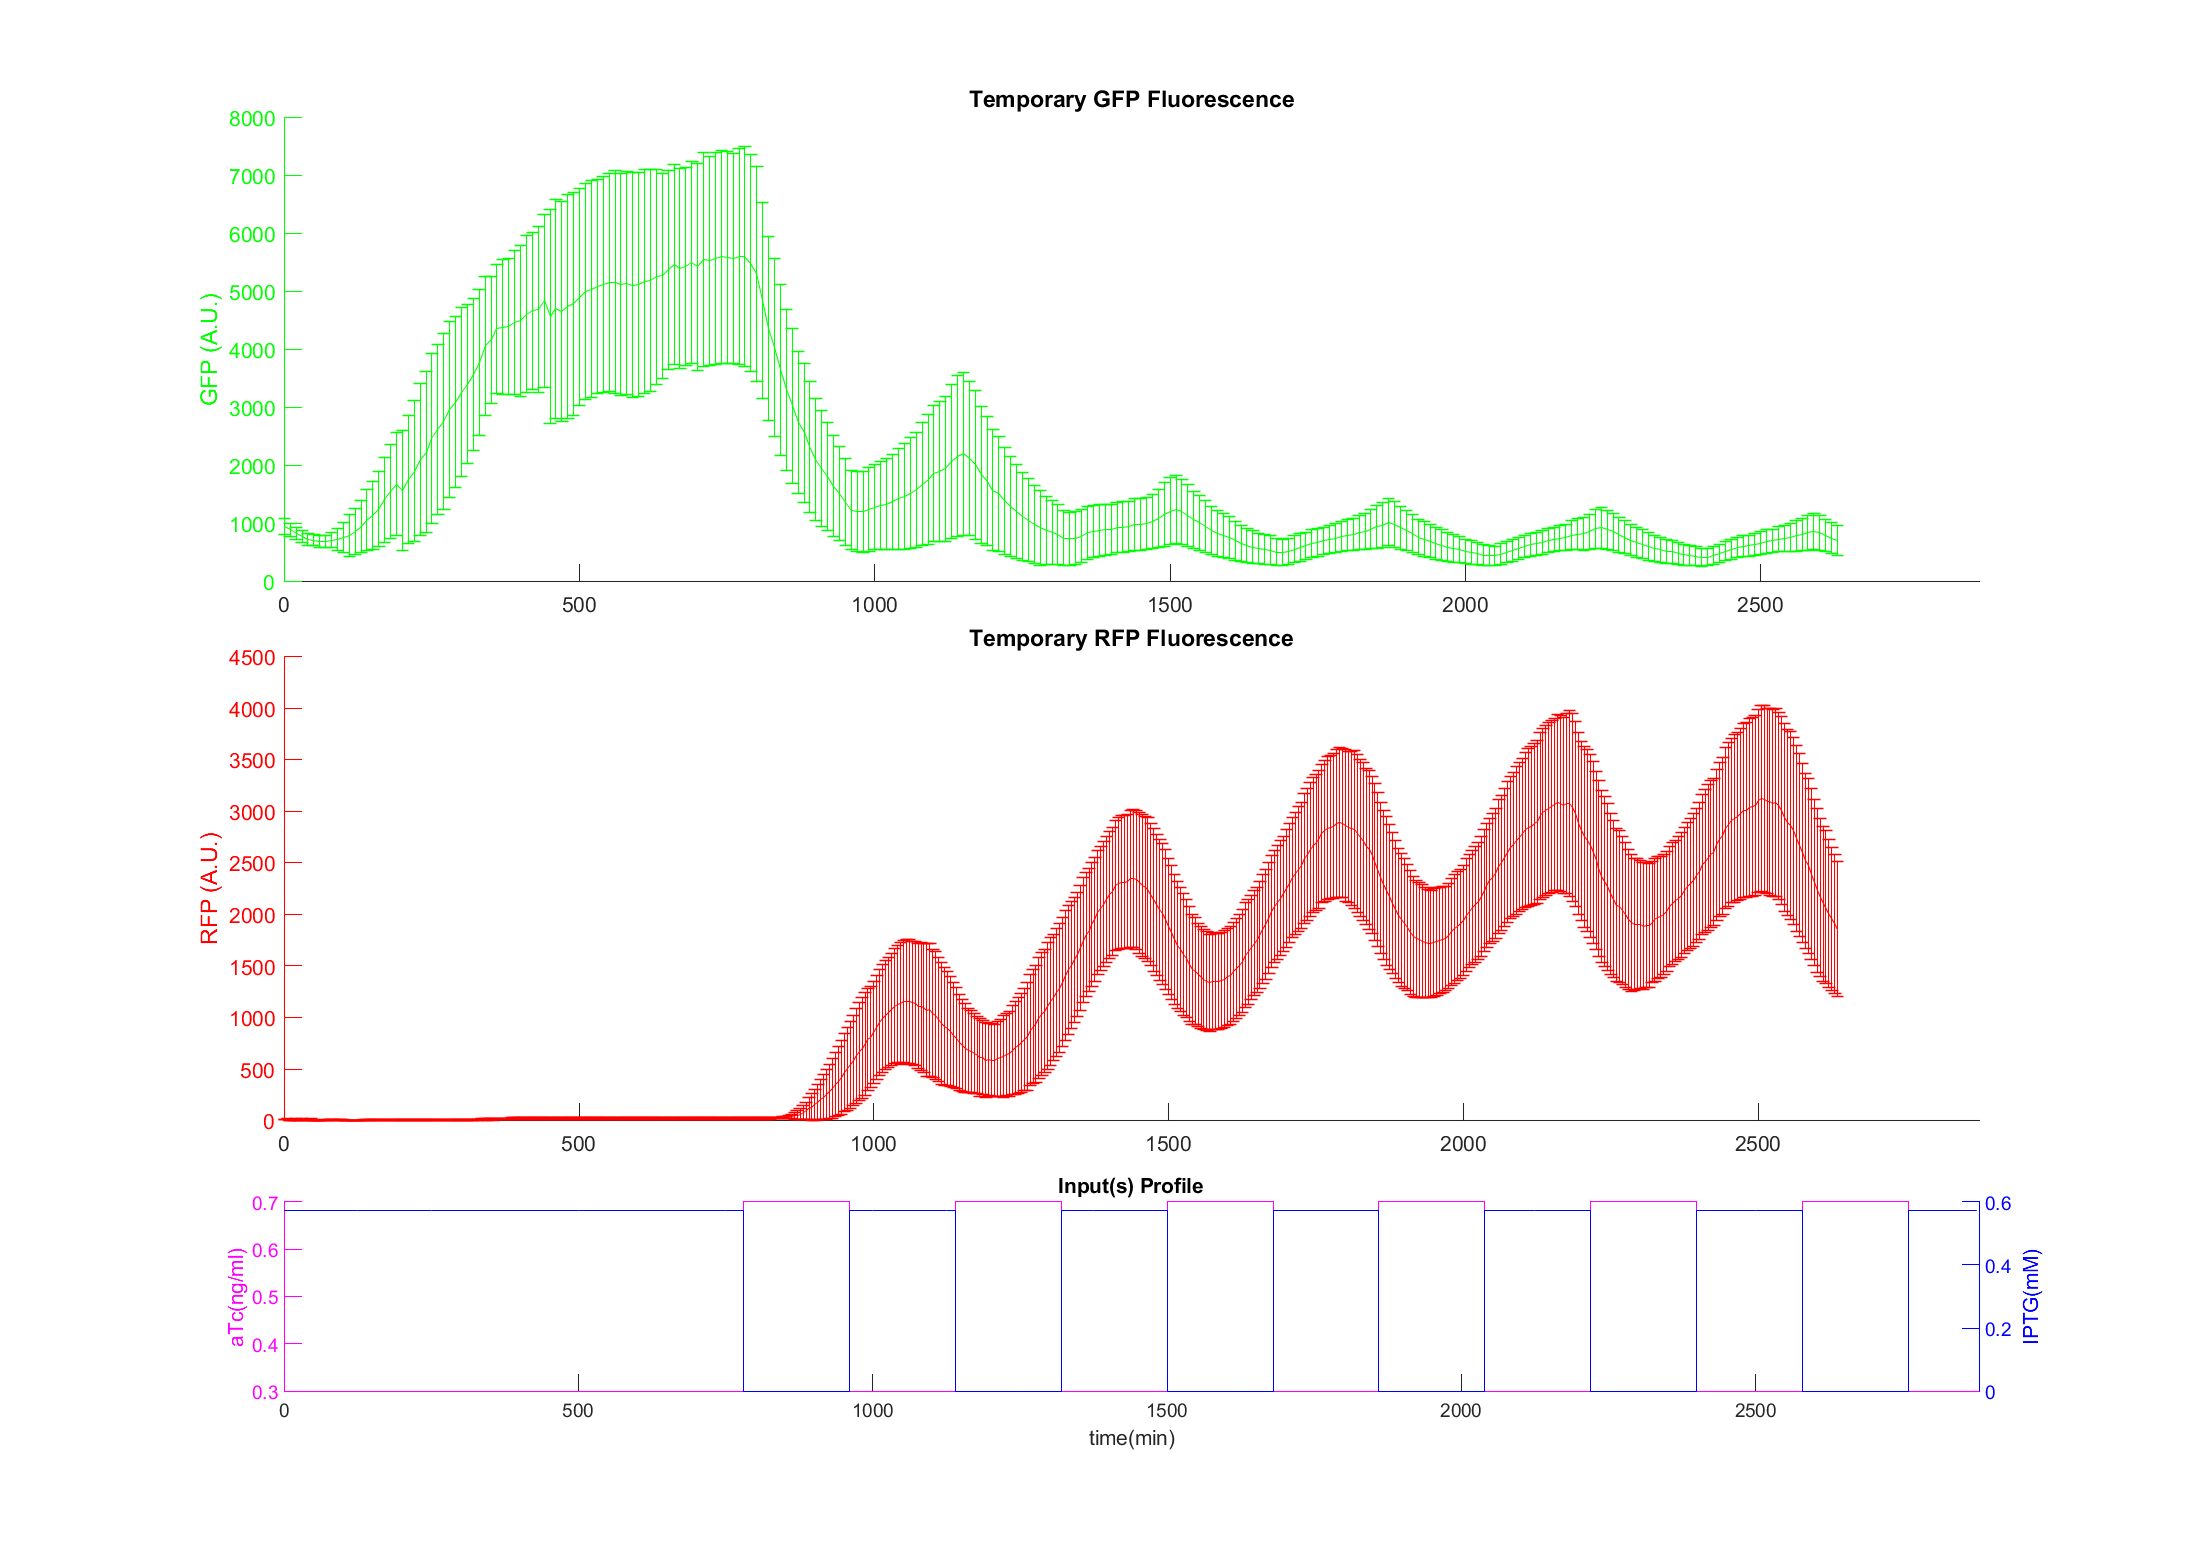 Temporary GFP Fluorescence
8000
7000
6000
5000
4000
3000
2000
1000
0
GFP (A.U.)
0 500 1000 1500 2000 2500
Temporary RFP Fluorescence
4500
4000
3500
3000
2500
2000
1500
1000
500
0
RFP (A.U.)
0 500 1000 1500 2000 2500
Input(s) Profile
0.7
0.6
0.5
0.4
0.3
aTc(ng/ml)
0.6
0.4
0.2
0
IPTG(mM)
0 500 1000 1500 2000 2500
time(min)